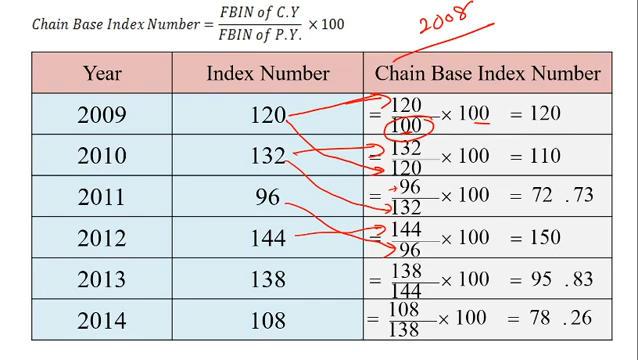 Chain Base Index Number = FBIN of C.Y / FBIN of P.Y. × 100
2008
Year Index Number Chain Base Index Number
2009 120 = 120/100 × 100 = 120
2010 132 = 132/120 × 100 = 110
2011 96 = 96/132 × 100 = 72 .73
2012 144 = 144/96 × 100 = 150
2013 138 = 138/144 × 100 = 95 .83
2014 108 = 108/138 × 100 = 78 .26